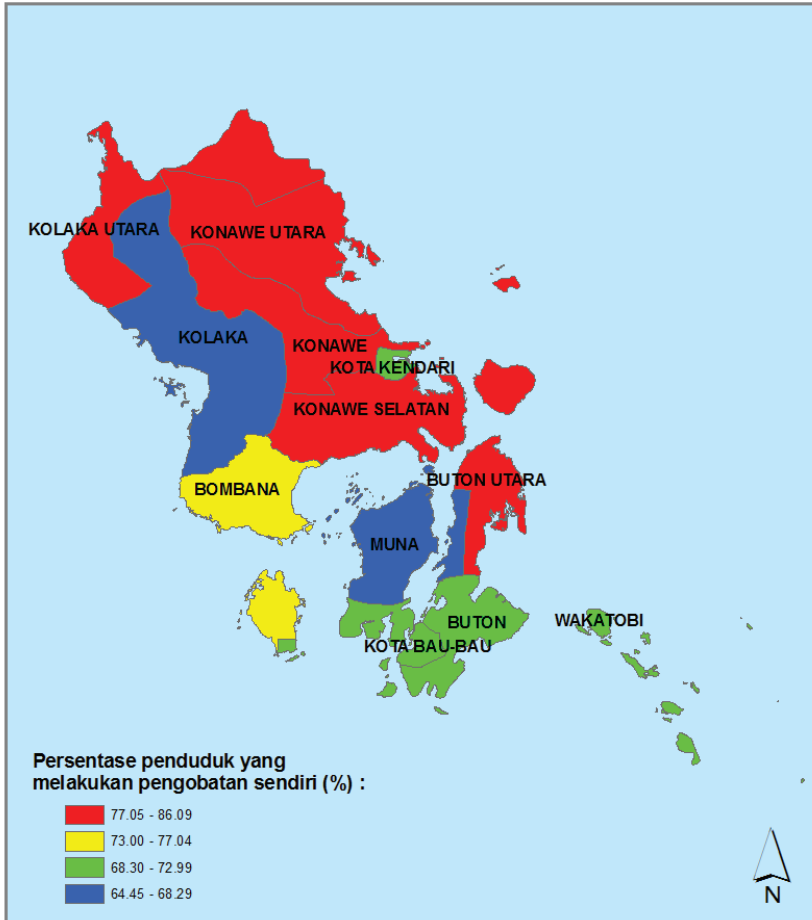 KOLAKA UTARA
KONAWE UTARA
KOLAKA
KONAWE
KOTA KENDARI
KONAWE SELATAN
BOMBANA
BUTON UTARA
MUNA
BUTON
WAKATOBI
KOTA BAU-BAU
Persentase penduduk yang
melakukan pengobatan sendiri (%) :
77.05 - 86.09
73.00 - 77.04
68.30 - 72.99
64.45 - 68.29
N